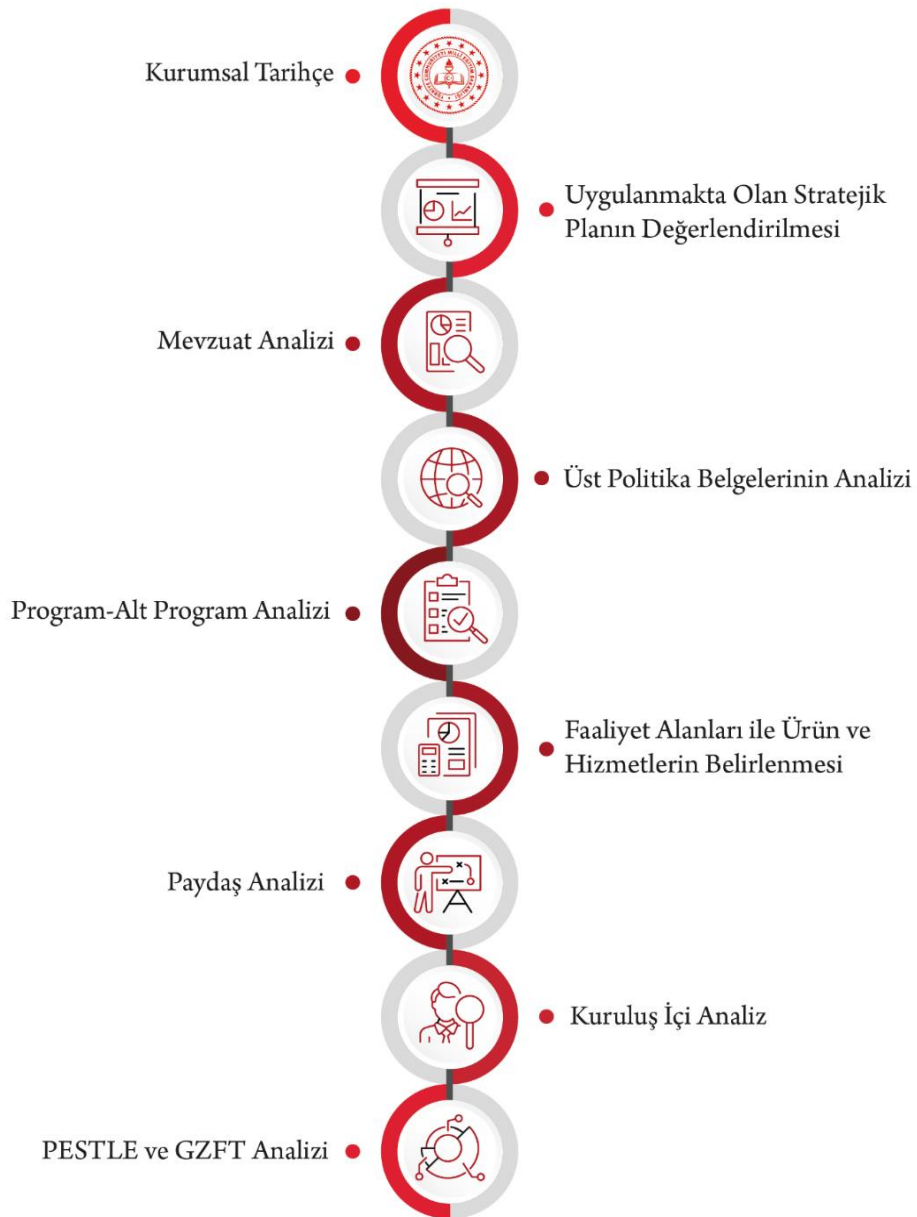 Kurumsal Tarihçe
Uygulanmakta Olan Stratejik
Planın Değerlendirilmesi
Mevzuat Analizi
Üst Politika Belgelerinin Analizi
Program-Alt Program Analizi
Faaliyet Alanları ile Ürün ve
Hizmetlerin Belirlenmesi
Paydaş Analizi
Kuruluş İçi Analiz
PESTLE ve GZFT Analizi